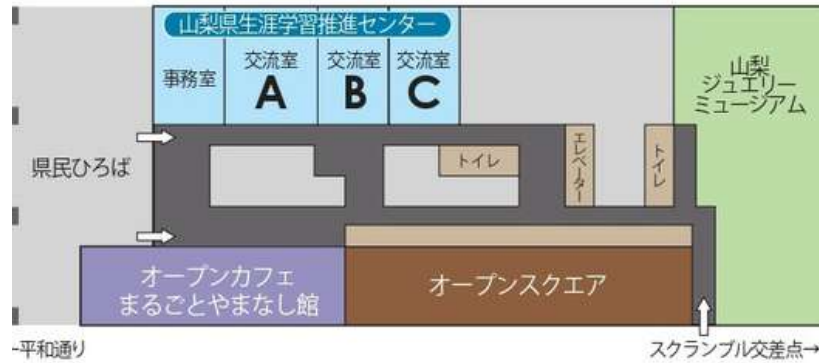 山梨県生涯学習推進センター
事務室
交流室
A
交流室
B
交流室
C
山梨
ジュエリー
ミュージアム
県民ひろば
トイレ
エレベーター
トイレ
オープンカフェ
まるごとやまなし館
オープンスクエア
平和通り
スクランブル交差点→